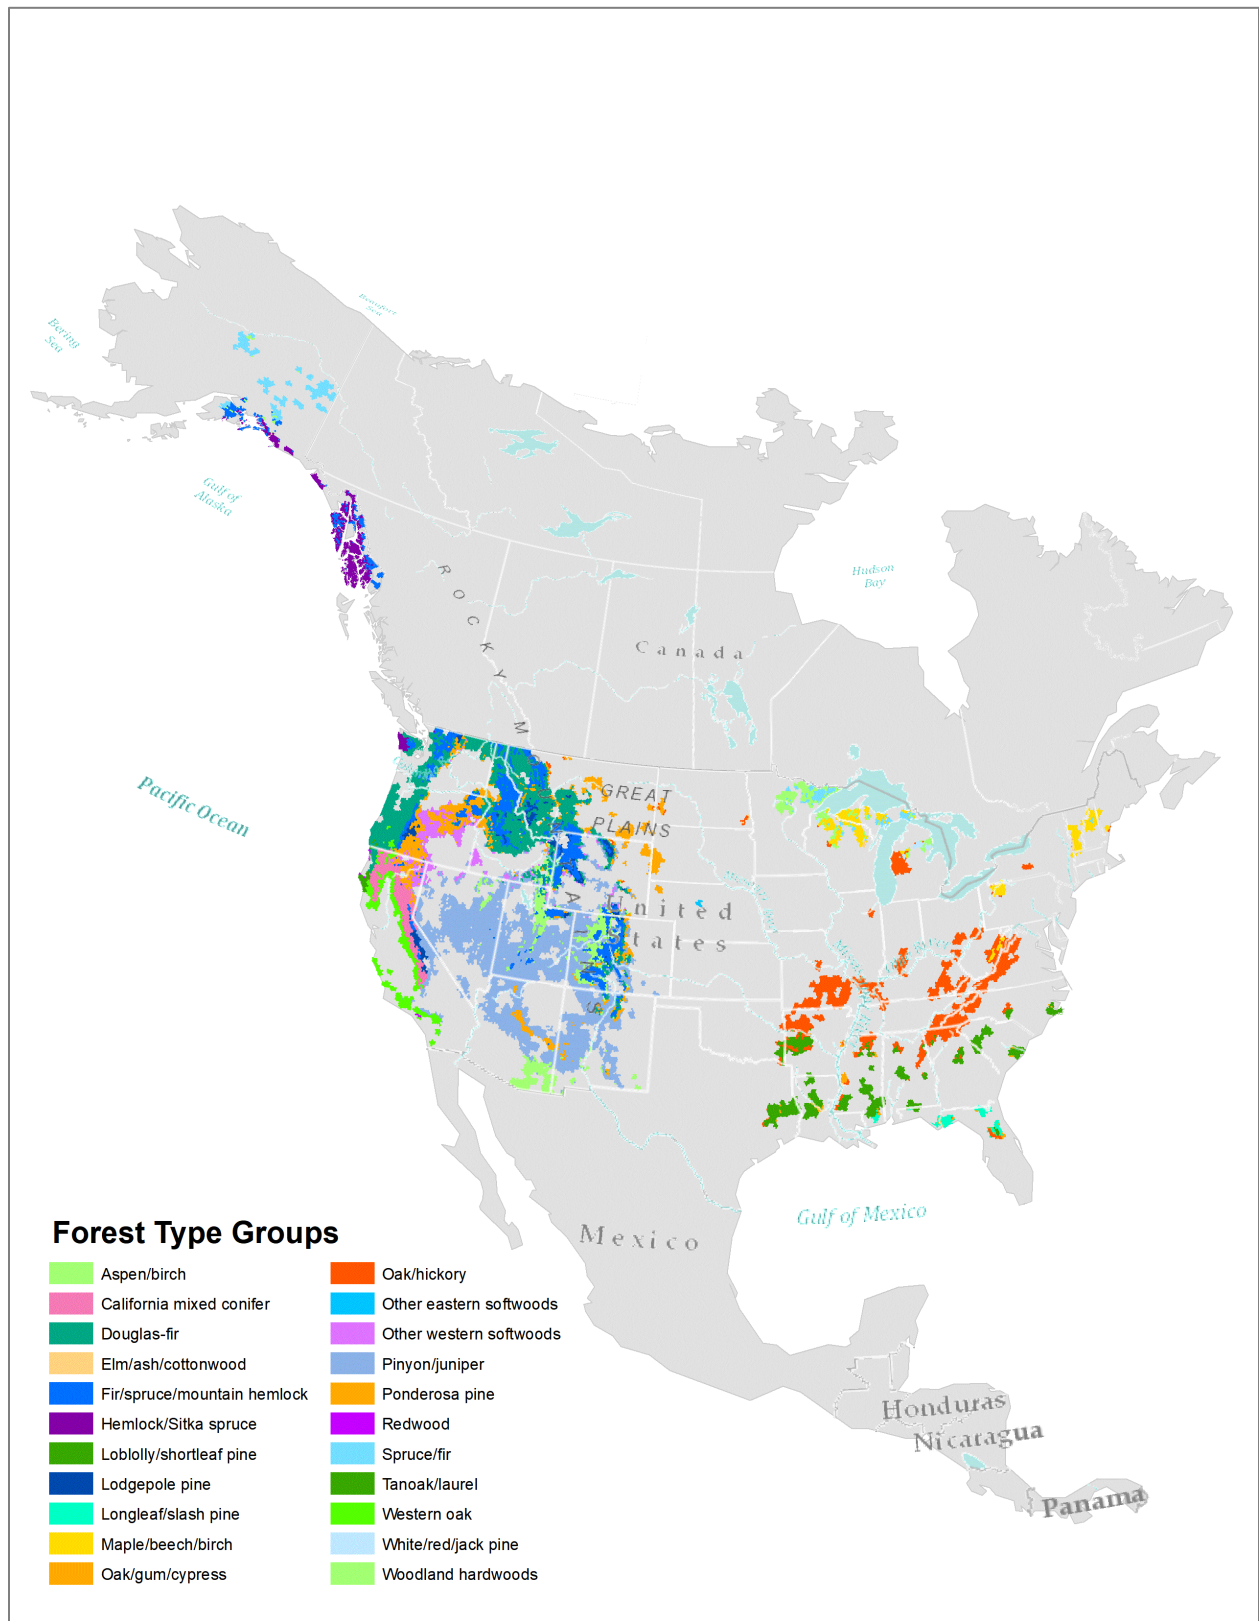 Beaufort
Sea
Bering
Sea
Gulf of
Alaska
Hudson
Bay
ROCKY M
Canada
Pacific Ocean
GREAT
PLAINS
United
States
Gulf of Mexico
Mexico
Honduras
Nicaragua
Panama
Forest Type Groups
Aspen/birch
California mixed conifer
Douglas-fir
Elm/ash/cottonwood
Fir/spruce/mountain hemlock
Hemlock/Sitka spruce
Loblolly/shortleaf pine
Lodgepole pine
Longleaf/slash pine
Maple/beech/birch
Oak/gum/cypress
Oak/hickory
Other eastern softwoods
Other western softwoods
Pinyon/juniper
Ponderosa pine
Redwood
Spruce/fir
Tanoak/laurel
Western oak
White/red/jack pine
Woodland hardwoods